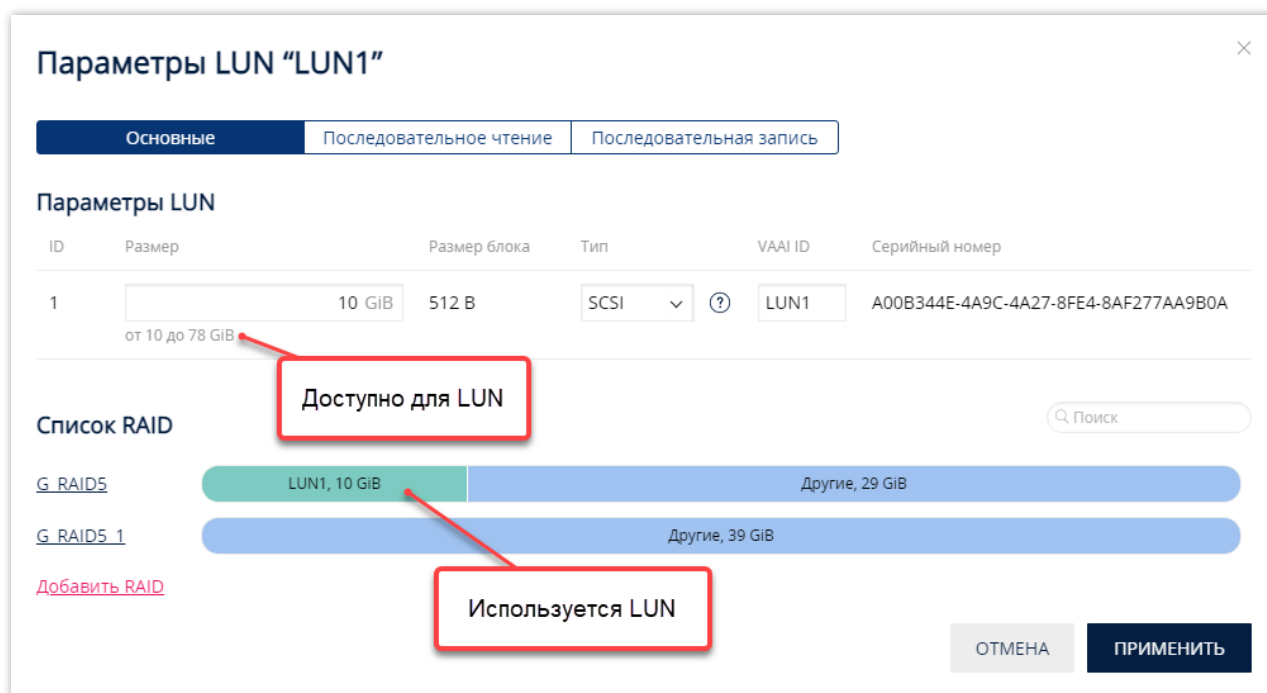 Параметры LUN “LUN1”
Основные Последовательное чтение Последовательная запись
Параметры LUN
ID Размер Размер блока Тип VAAI ID Серийный номер
1 10 GiB 512 B SCSI LUN1 A00B344E-4A9C-4A27-8FE4-8AF277AA9B0A
от 10 до 78 GiB
Доступно для LUN
Список RAID Поиск
G_RAID5 LUN1, 10 GiB Другие, 29 GiB
G_RAID5_1 Другие, 39 GiB
Добавить RAID
Используется LUN
ОТМЕНА ПРИМЕНИТЬ